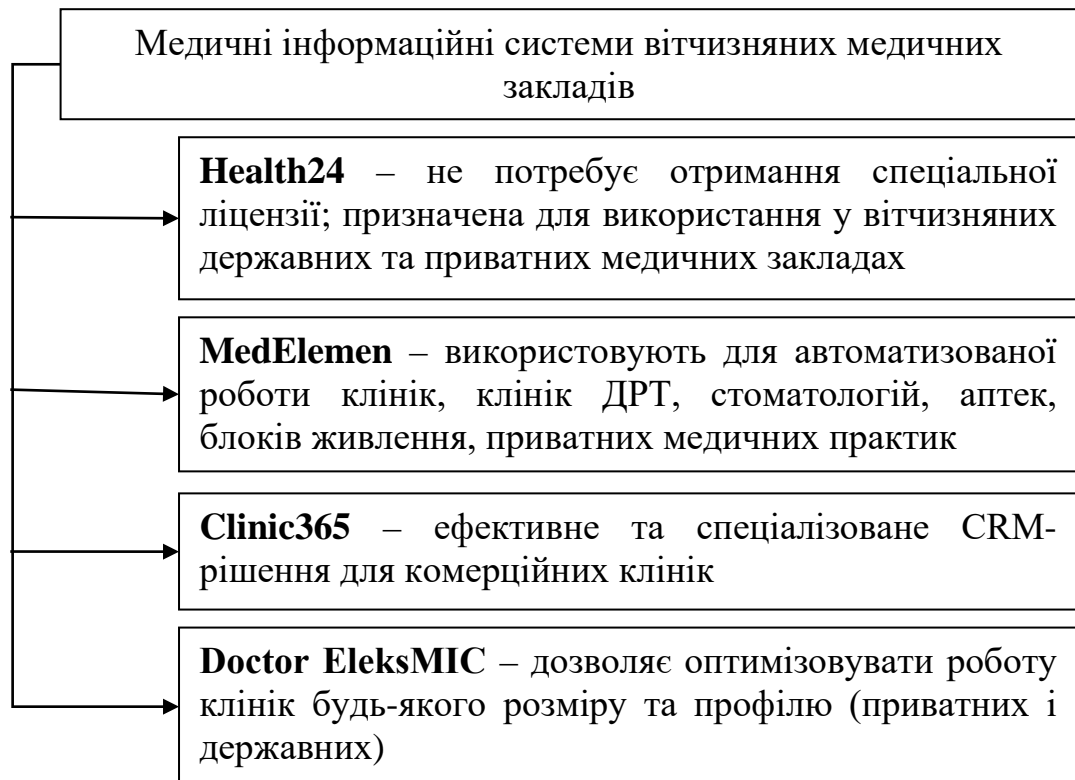 Медичні інформаційні системи вітчизняних медичних
закладів
Health24 – не потребує отримання спеціальної
ліцензії; призначена для використання у вітчизняних
державних та приватних медичних закладах
MedElemen – використовують для автоматизованої
роботи клінік, клінік ДРТ, стоматологій, аптек,
блоків живлення, приватних медичних практик
Clinic365 – ефективне та спеціалізоване CRM-
рішення для комерційних клінік
Doctor EleksМІС – дозволяє оптимізовувати роботу
клінік будь-якого розміру та профілю (приватних і
державних)